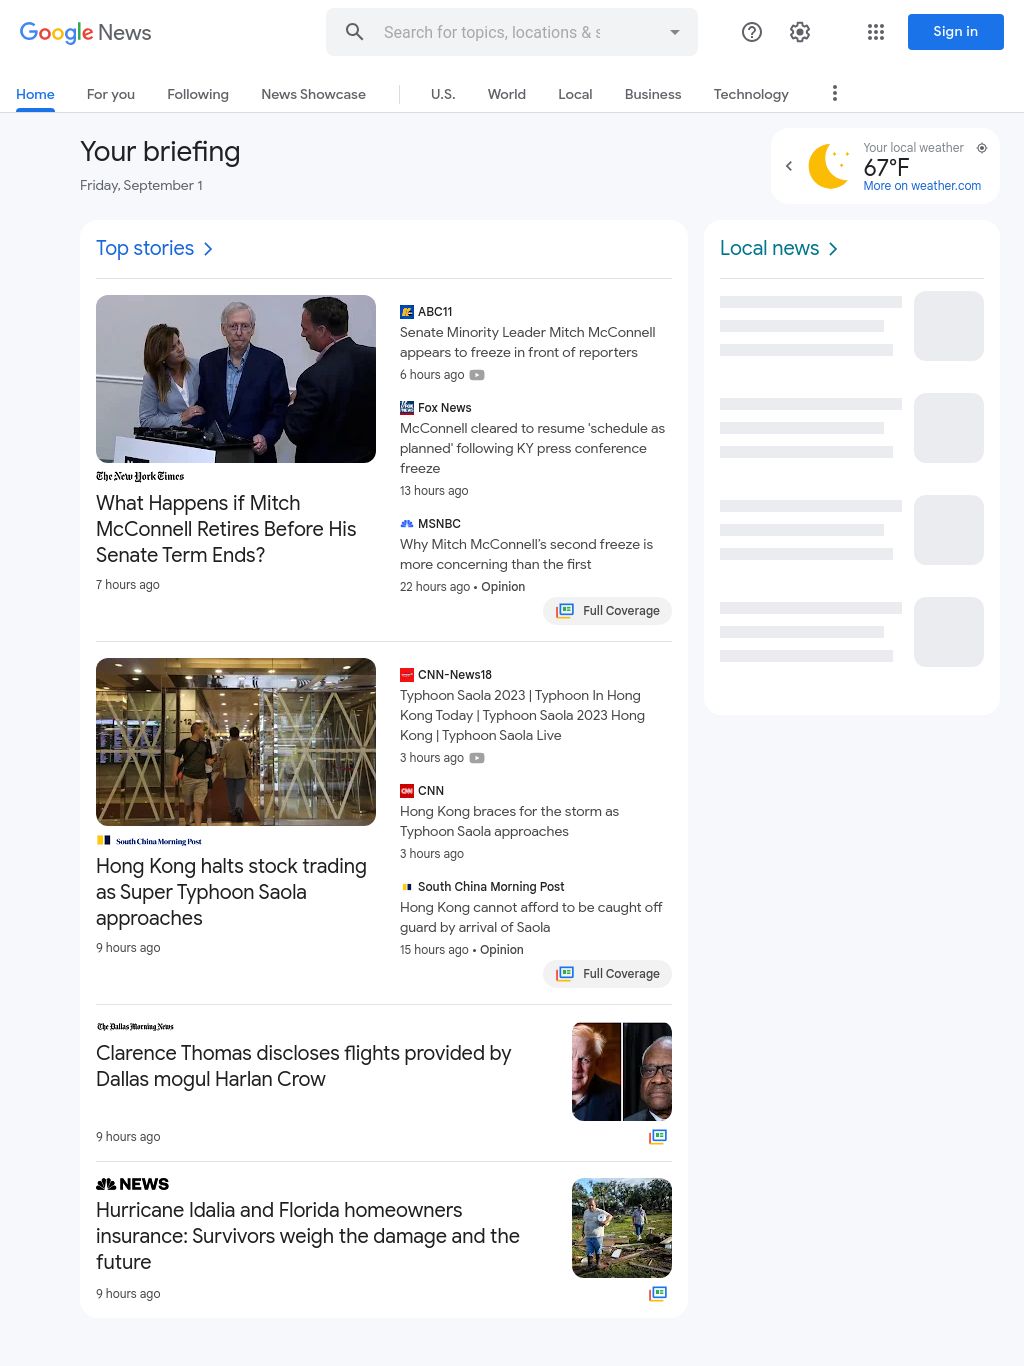 Google News
Search for topics, locations & s
Sign in
Home
For you
Following
News Showcase
U.S.
World
Local
Business
Technology
Your briefing
Friday, September 1
Your local weather
67°F
More on weather.com
Top stories
The New York Times
What Happens if Mitch
McConnell Retires Before His
Senate Term Ends?
7 hours ago
ABC11
Senate Minority Leader Mitch McConnell
appears to freeze in front of reporters
6 hours ago
Fox News
McConnell cleared to resume 'schedule as
planned' following KY press conference
freeze
13 hours ago
MSNBC
Why Mitch McConnell's second freeze is
more concerning than the first
22 hours ago • Opinion
Full Coverage
South China Morning Post
Hong Kong halts stock trading
as Super Typhoon Saola
approaches
9 hours ago
CNN-News18
Typhoon Saola 2023 | Typhoon In Hong
Kong Today | Typhoon Saola 2023 Hong
Kong | Typhoon Saola Live
3 hours ago
CNN
Hong Kong braces for the storm as
Typhoon Saola approaches
3 hours ago
South China Morning Post
Hong Kong cannot afford to be caught off
guard by arrival of Saola
15 hours ago • Opinion
Full Coverage
The Dallas Morning News
Clarence Thomas discloses flights provided by
Dallas mogul Harlan Crow
9 hours ago
NEWS
Hurricane Idalia and Florida homeowners
insurance: Survivors weigh the damage and the
future
9 hours ago
Local news